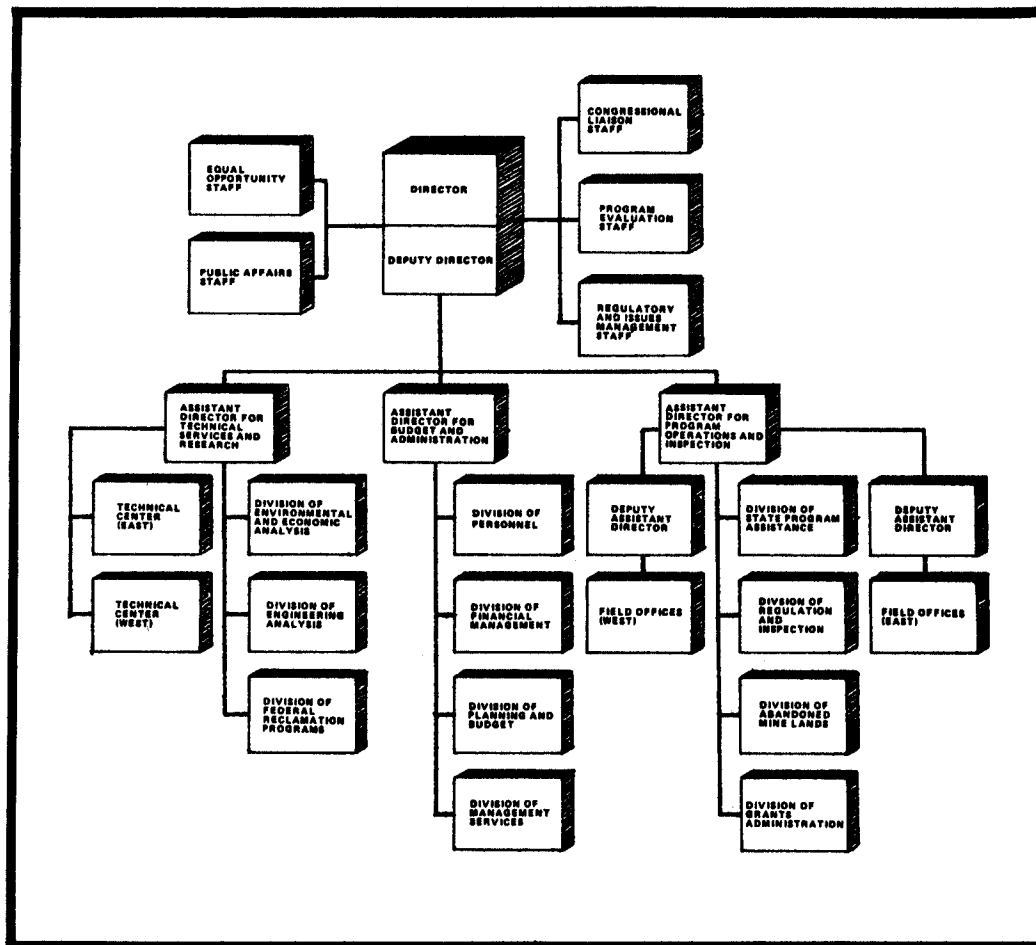 CONGRESSIONAL
LIAISON
STAFF
EQUAL
OPPORTUNITY
STAFF
DIRECTOR
PROGRAM
EVALUATION
STAFF
PUBLIC AFFAIRS
STAFF
DEPUTY DIRECTOR
REGULATORY
AND ISSUES
MANAGEMENT
STAFF
ASSISTANT
DIRECTOR FOR
TECHNICAL
SERVICES AND
RESEARCH
ASSISTANT
DIRECTOR FOR
BUDGET AND
ADMINISTRATION
ASSISTANT
DIRECTOR FOR
PROGRAM
OPERATIONS AND
INSPECTION
TECHNICAL
CENTER
(EAST)
DIVISION OF
ENVIRONMENTAL
AND ECONOMIC
ANALYSIS
DIVISION OF
PERSONNEL
DEPUTY
ASSISTANT
DIRECTOR
DIVISION OF
STATE PROGRAM
ASSISTANCE
DEPUTY
ASSISTANT
DIRECTOR
TECHNICAL
CENTER
(WEST)
DIVISION OF
ENGINEERING
ANALYSIS
DIVISION OF
FINANCIAL
MANAGEMENT
FIELD OFFICES
(WEST)
DIVISION OF
REGULATION
AND
INSPECTION
FIELD OFFICES
(EAST)
DIVISION OF
FEDERAL
RECLAMATION
PROGRAMS
DIVISION OF
PLANNING AND
BUDGET
DIVISION OF
ABANDONED
MINE LANDS
DIVISION OF
MANAGEMENT
SERVICES
DIVISION OF
GRANTS
ADMINISTRATION